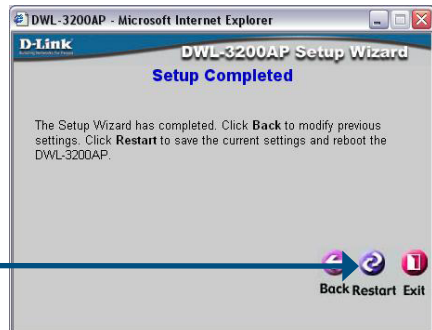 DWL-3200AP - Microsoft Internet Explorer
D-Link
DWL-3200AP Setup Wizard
Setup Completed
The Setup Wizard has completed. Click Back to modify previous
settings. Click Restart to save the current settings and reboot the
DWL-3200AP.
Back Restart Exit